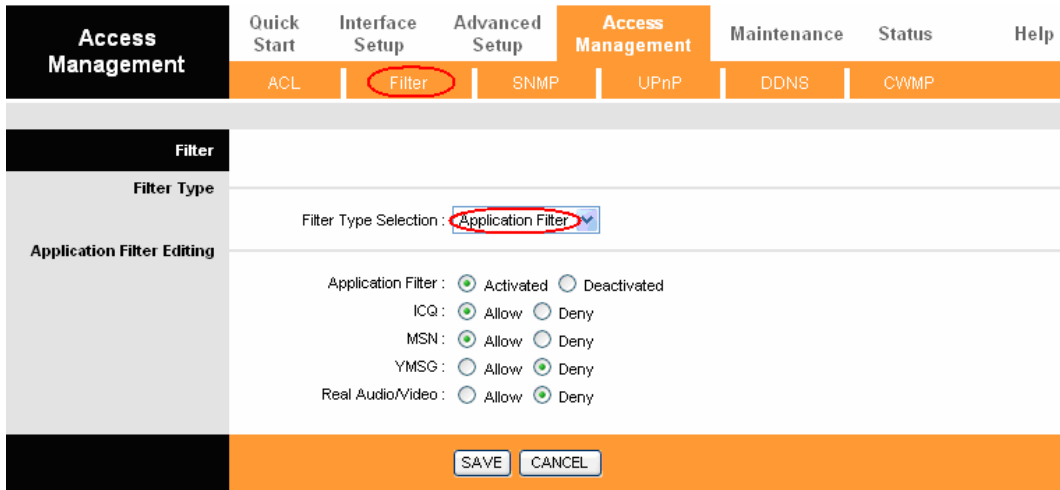 Access Management
Quick Start
Interface Setup
Advanced Setup
Access Management
Maintenance
Status
Help
ACL
Filter
SNMP
UPnP
DDNS
CWMP
Filter
Filter Type
Filter Type Selection : Application Filter
Application Filter Editing
Application Filter : Activated Deactivated
ICQ : Allow Deny
MSN : Allow Deny
YMSG : Allow Deny
Real Audio/Video : Allow Deny
SAVE CANCEL